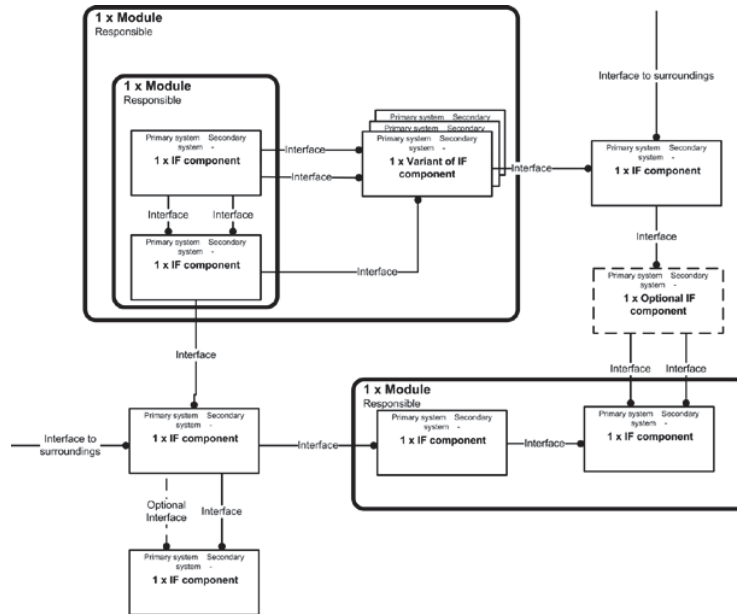 1 x Module
Responsible
1 x Module
Responsible
Primary system Secondary
system -
1 x IF component
Interface
Interface
Interface
Interface
Primary system Secondary
system -
1 x IF component
Interface
Primary system Secondary
Primary system Secondary
Primary system Secondary
system -
1 x Variant of IF
component
Interface
Interface to surroundings
Primary system Secondary
system -
1 x IF component
Interface
Primary system Secondary
system -
1 x Optional IF
component
Interface
Interface
Interface
1 x Module
Responsible
Interface to
surroundings
Primary system Secondary
system -
1 x IF component
Interface
Primary system Secondary
system -
1 x IF component
Interface
Primary system Secondary
system -
1 x IF component
Optional
Interface
Interface
Primary system Secondary
system -
1 x IF component